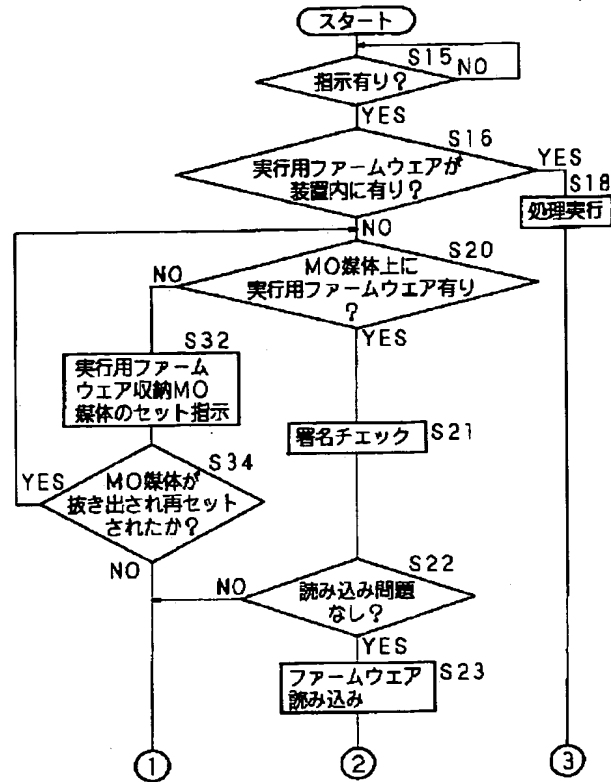 スタート
S15
指示有り？
NO
YES
S16
実行用ファームウエアが
装置内に有り？
YES
S18
処理実行
NO
S20
MO媒体上に
実行用ファームウエア有り
？
NO
YES
S32
実行用ファーム
ウエア収納MO
媒体のセット指示
署名チェック
S21
S34
MO媒体が
抜き出され再セット
されたか？
YES
NO
S22
読み込み問題
なし？
NO
YES
S23
ファームウエア
読み込み
1
2
3